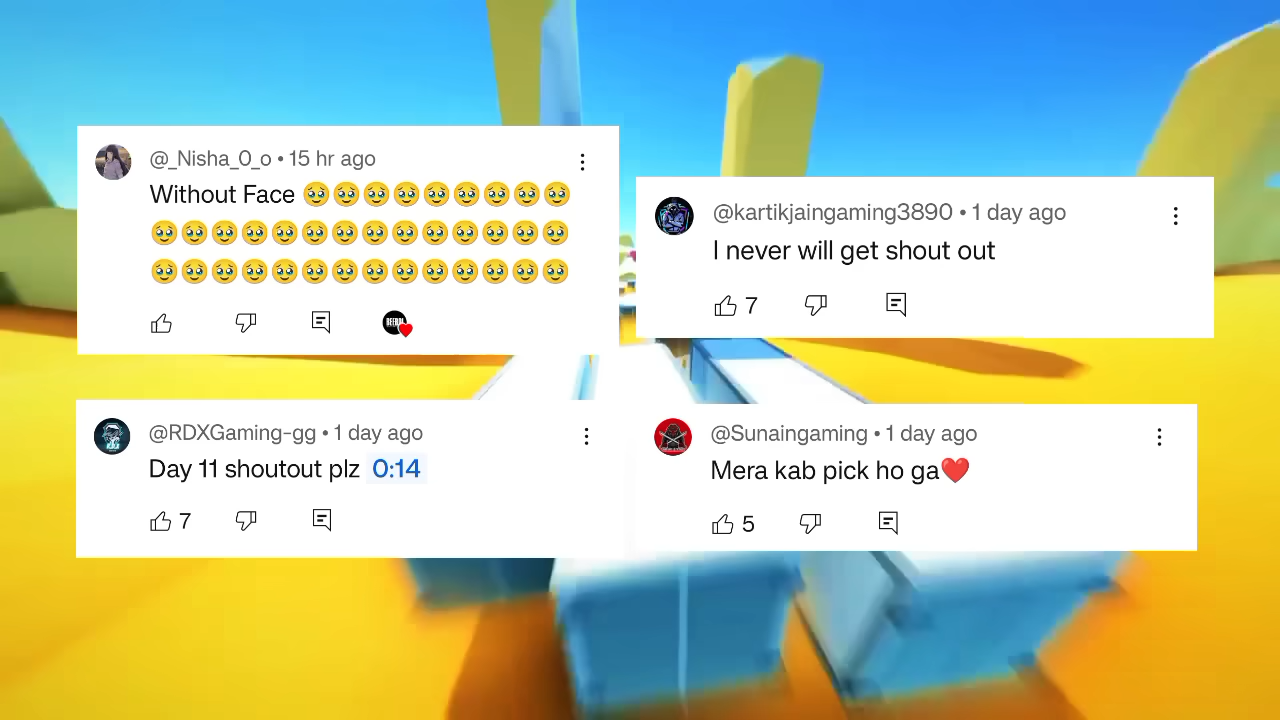 @_Nisha_0_o • 15 hr ago
Without Face 🥹🥹🥹🥹🥹🥹🥹🥹🥹
🥹🥹🥹🥹🥹🥹🥹🥹🥹🥹🥹🥹🥹🥹
🥹🥹🥹🥹🥹🥹🥹🥹🥹🥹🥹🥹🥹🥹
@kartikjaingaming3890 • 1 day ago
I never will get shout out
7
@RDXGaming-gg • 1 day ago
Day 11 shoutout plz 0:14
7
@Sunaingaming • 1 day ago
Mera kab pick ho ga❤️
5